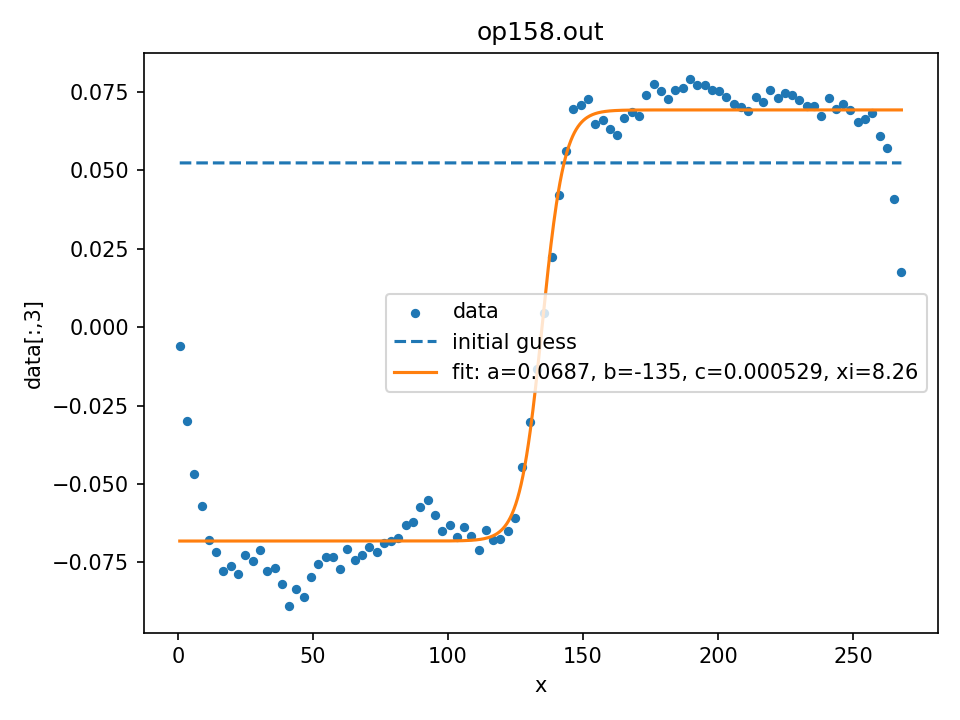 op158.out
data[:,3]
0.075
0.050
0.025
0.000
−0.025
−0.050
−0.075
data
initial guess
fit: a=0.0687, b=-135, c=0.000529, xi=8.26
0 50 100 150 200 250
x